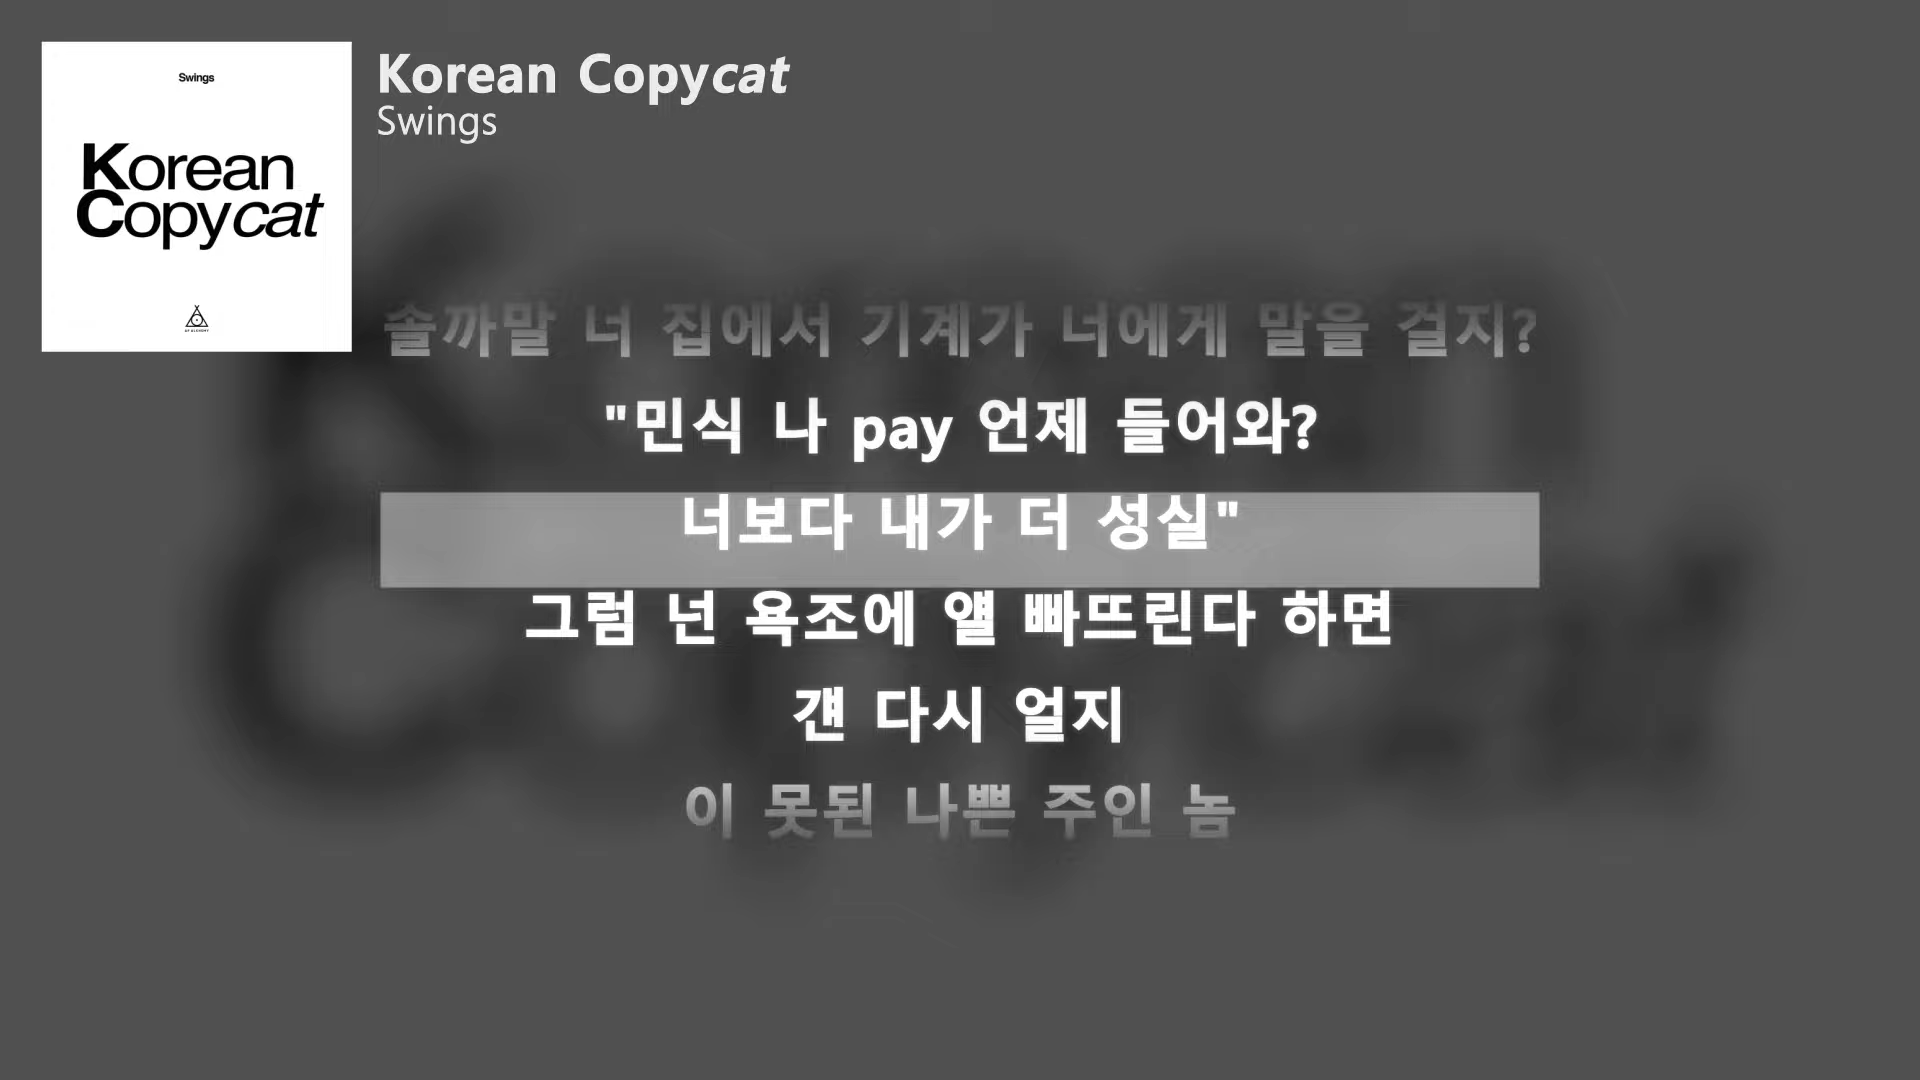 Swings
Korean
Copycat
Korean Copycat
Swings
솔까말 너 집에서 기계가 너에게 말을 걸지?
"민식 나 pay 언제 들어와?
너보다 내가 더 성실"
그럼 넌 욕조에 얠 빠뜨린다 하면
걘 다시 얼지
이 못된 나쁜 주인 놈